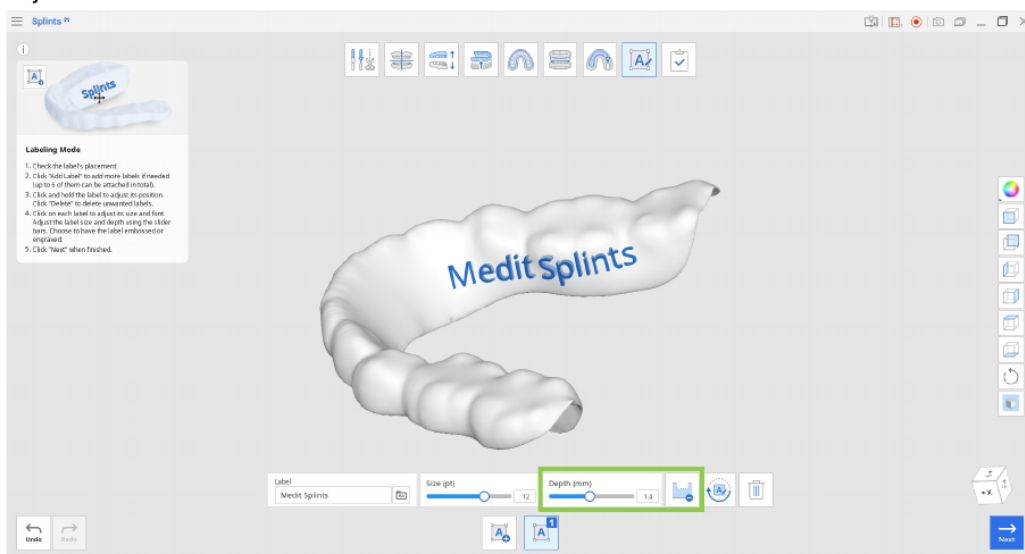 Splints
Splints
Labeling Mode
1. Check the label's placement.
2. Click "Add Label" to add more labels if needed
(up to 6 of them can be attached in total).
3. Click and hold the label to adjust its position.
Click "Delete" to delete unwanted labels.
4. Click on each label to adjust its size and font.
Adjust the label size and depth using the slider
bars. Choose to have the label embossed or
engraved.
5. Click "Next" when finished.
Medit Splints
Label
Medit Splints
Size (pt)
12
Depth (mm)
1.0
1
Undo
Redo
Next